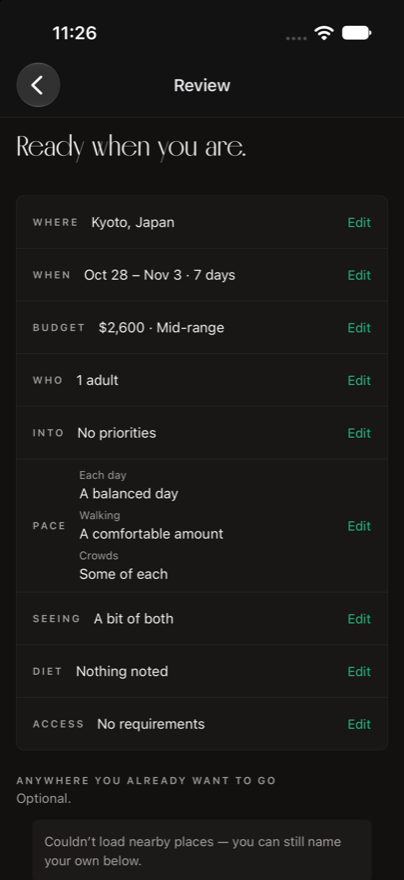 11:26
Review
Ready when you are.
WHERE Kyoto, Japan Edit
WHEN Oct 28 – Nov 3 · 7 days Edit
BUDGET $2,600 · Mid-range Edit
WHO 1 adult Edit
INTO No priorities Edit
Each day
A balanced day
Walking
PACE A comfortable amount Edit
Crowds
Some of each
SEEING A bit of both Edit
DIET Nothing noted Edit
ACCESS No requirements Edit
ANYWHERE YOU ALREADY WANT TO GO
Optional.
Couldn't load nearby places — you can still name
your own below.